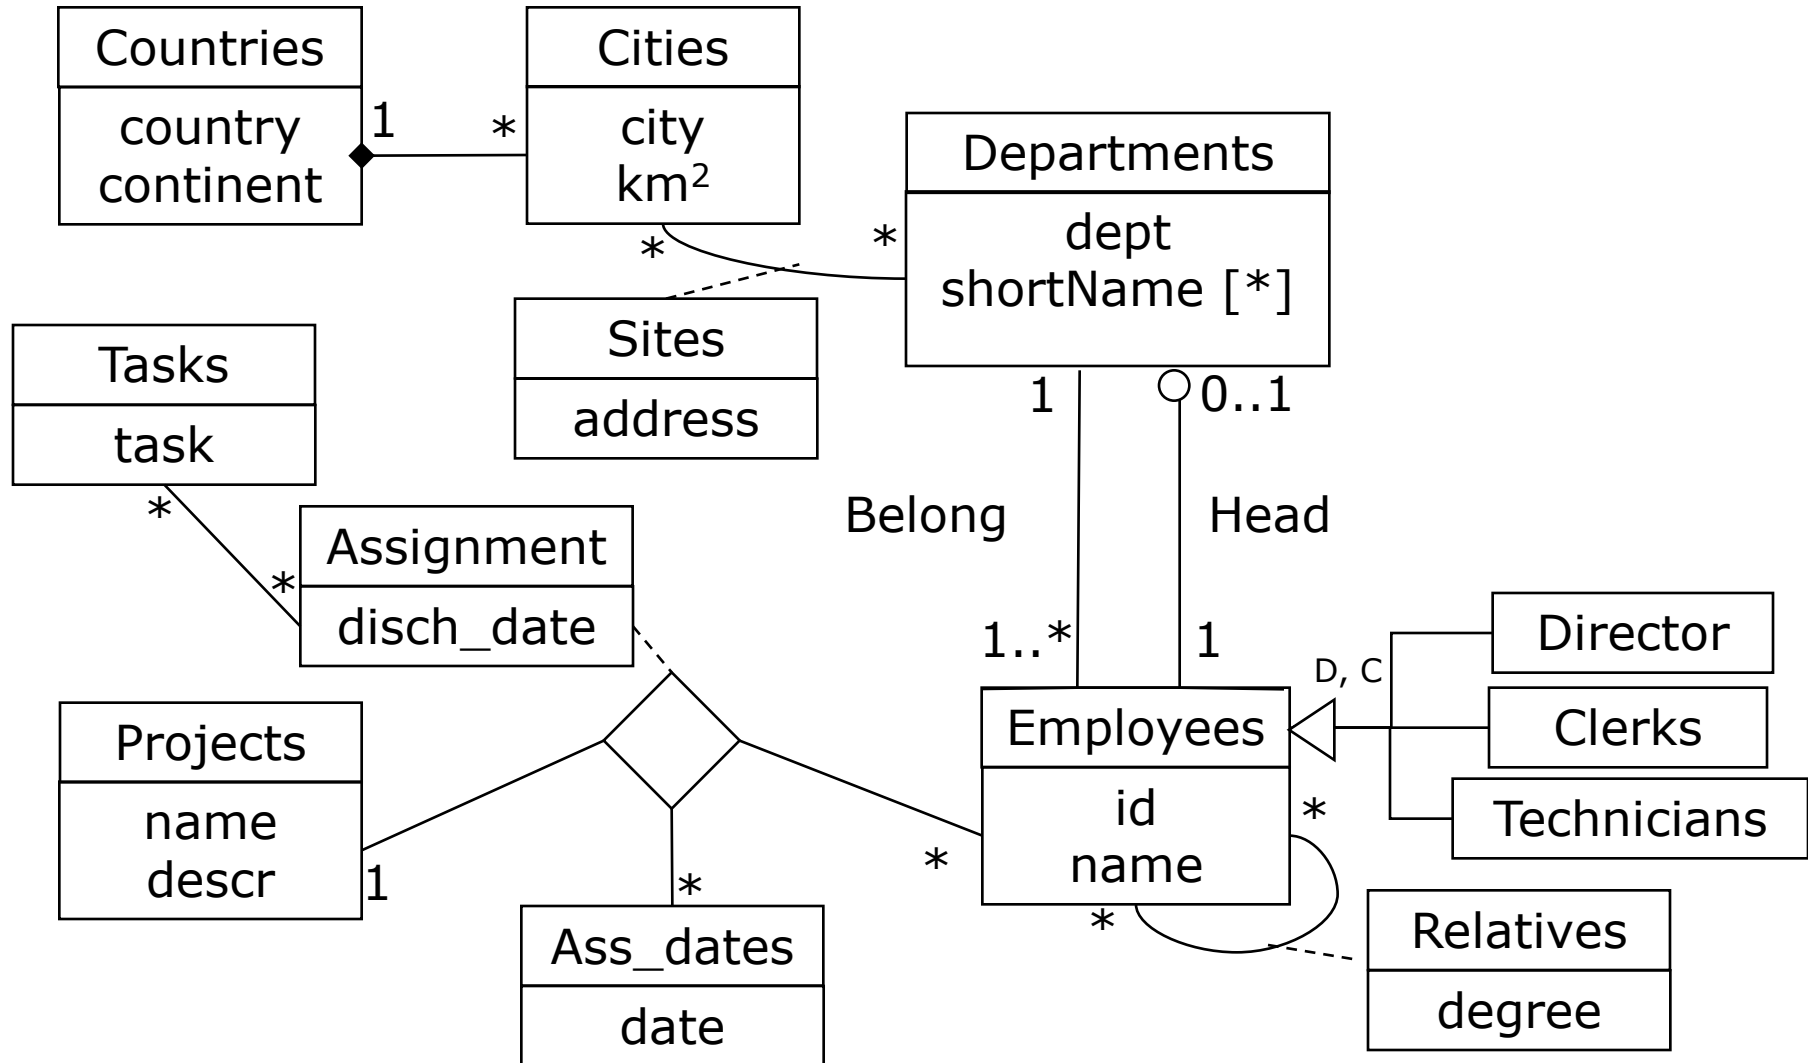 Countries
country
continent
1
*
Cities
city
km²
*
*
Departments
dept
shortName [*]
Sites
address
Tasks
task
*
*
Assignment
disch_date
1
0..1
Belong
Head
1..*
1
Projects
name
descr
1
*
Ass_dates
date
*
Employees
id
name
*
*
D, C
Director
Clerks
Technicians
Relatives
degree